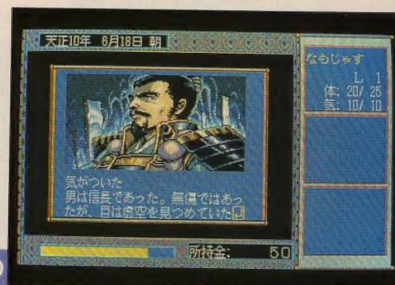 天正10年 6月18日 朝
なもじゃす
L 1
体: 20/ 25
気: 10/ 10
気がついた
男は信長であった。無傷ではあっ
たが、目は虚空を見つめていた
所持金: 50